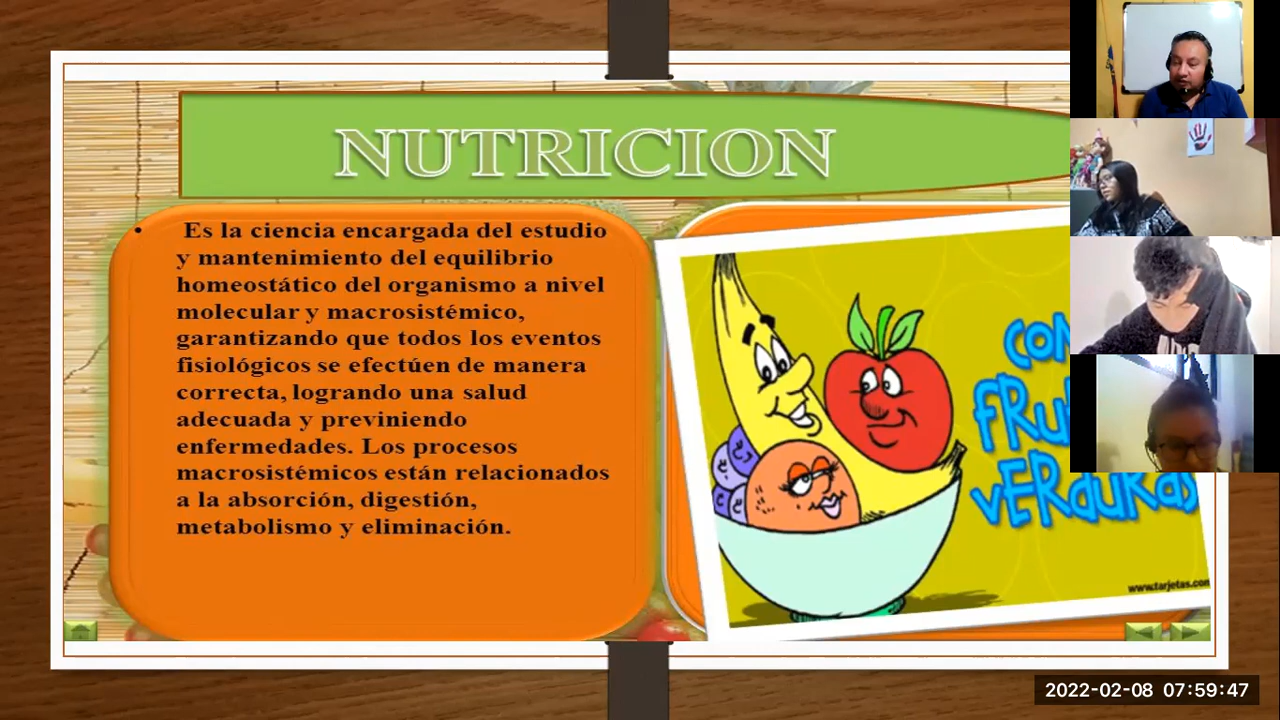 NUTRICION
• Es la ciencia encargada del estudio
y mantenimiento del equilibrio
homeostático del organismo a nivel
molecular y macrosistémico,
garantizando que todos los eventos
fisiológicos se efectúen de manera
correcta, logrando una salud
adecuada y previniendo
enfermedades. Los procesos
macrosistémicos están relacionados
a la absorción, digestión,
metabolismo y eliminación.
VERduRas
www.tarjetas.com
2022-02-08 07:59:47